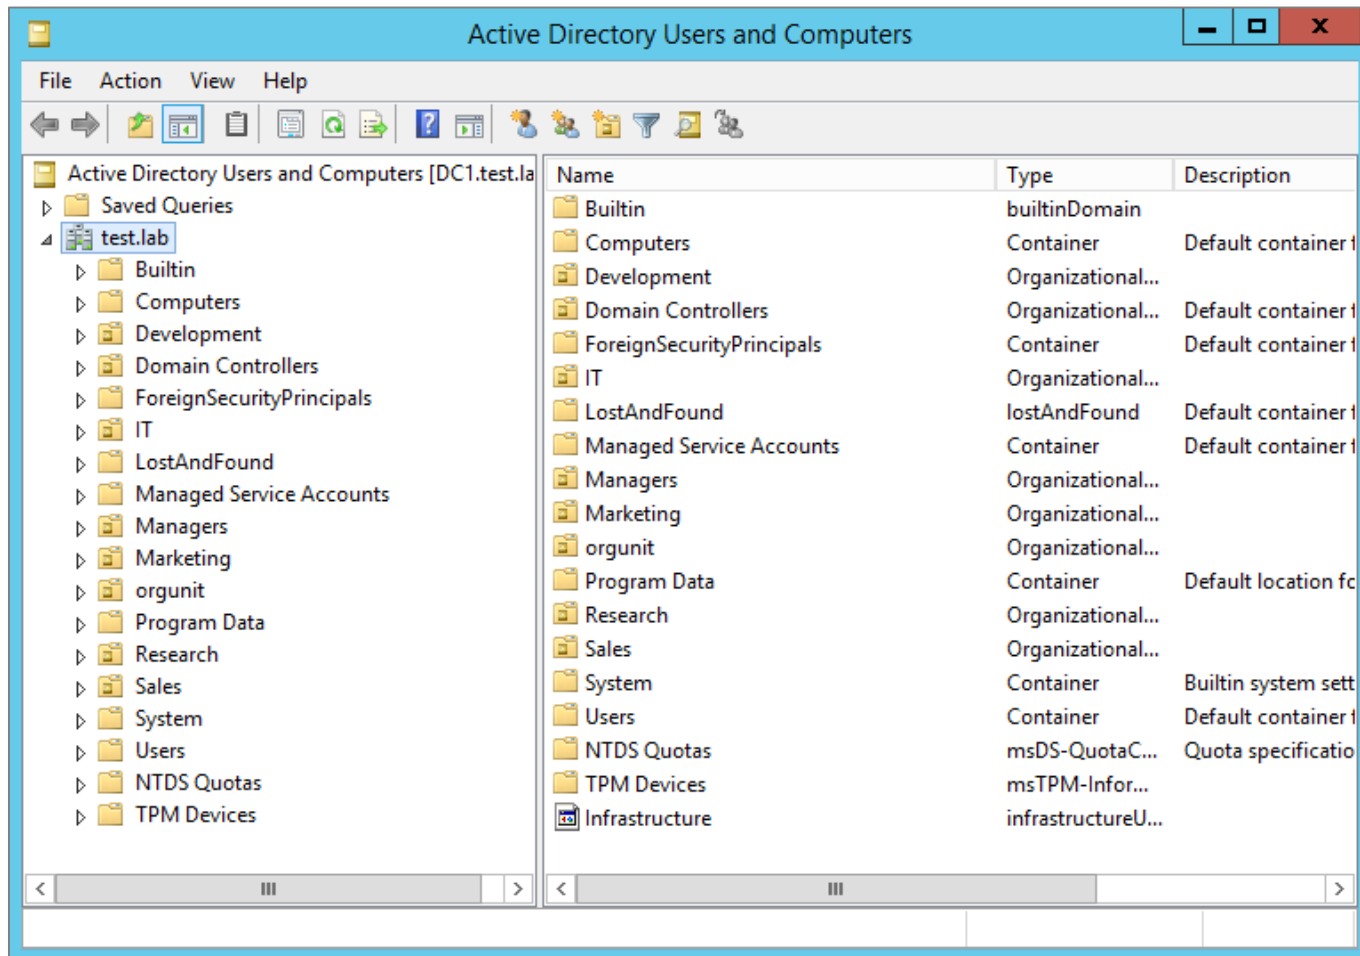 Active Directory Users and Computers
File Action View Help
Active Directory Users and Computers [DC1.test.la
Saved Queries
test.lab
Builtin
Computers
Development
Domain Controllers
ForeignSecurityPrincipals
IT
LostAndFound
Managed Service Accounts
Managers
Marketing
orgunit
Program Data
Research
Sales
System
Users
NTDS Quotas
TPM Devices
Name Type Description
Builtin builtinDomain
Computers Container Default container f
Development Organizational...
Domain Controllers Organizational... Default container f
ForeignSecurityPrincipals Container Default container f
IT Organizational...
LostAndFound lostAndFound Default container f
Managed Service Accounts Container Default container f
Managers Organizational...
Marketing Organizational...
orgunit Organizational...
Program Data Container Default location fo
Research Organizational...
Sales Organizational...
System Container Builtin system sett
Users Container Default container f
NTDS Quotas msDS-QuotaC... Quota specificatio
TPM Devices msTPM-Infor...
Infrastructure infrastructureU...